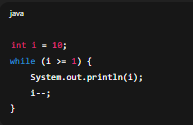 java
int i = 10;
while (i >= 1) {
    System.out.println(i);
    i--;
}